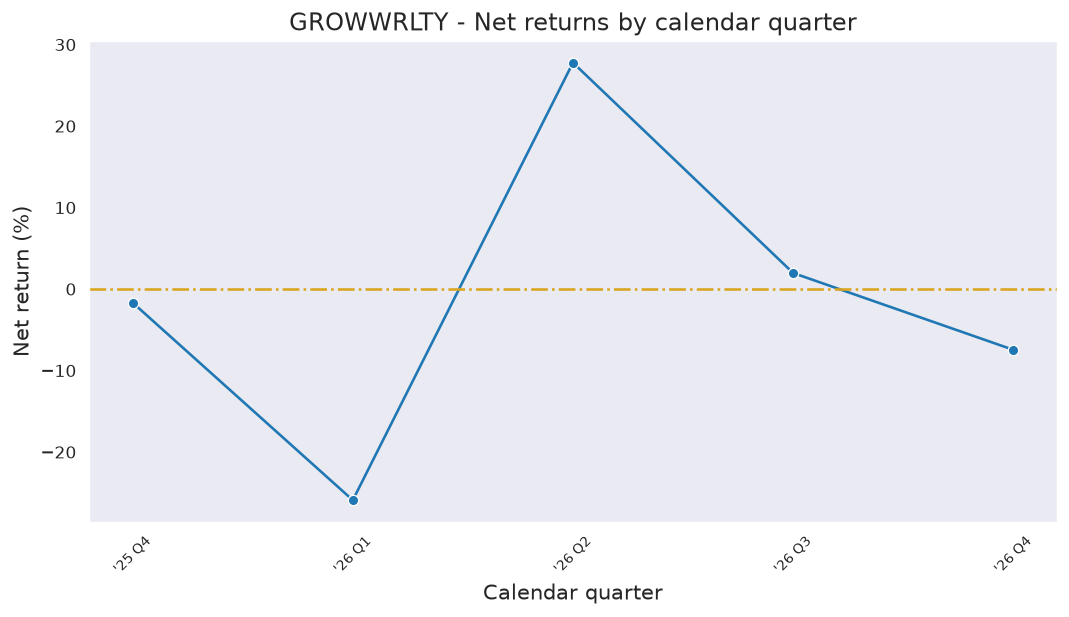 GROWWRLTY - Net returns by calendar quarter
Net return (%)
30
20
10
0
−10
−20
'25 Q4
'26 Q1
'26 Q2
'26 Q3
'26 Q4
Calendar quarter